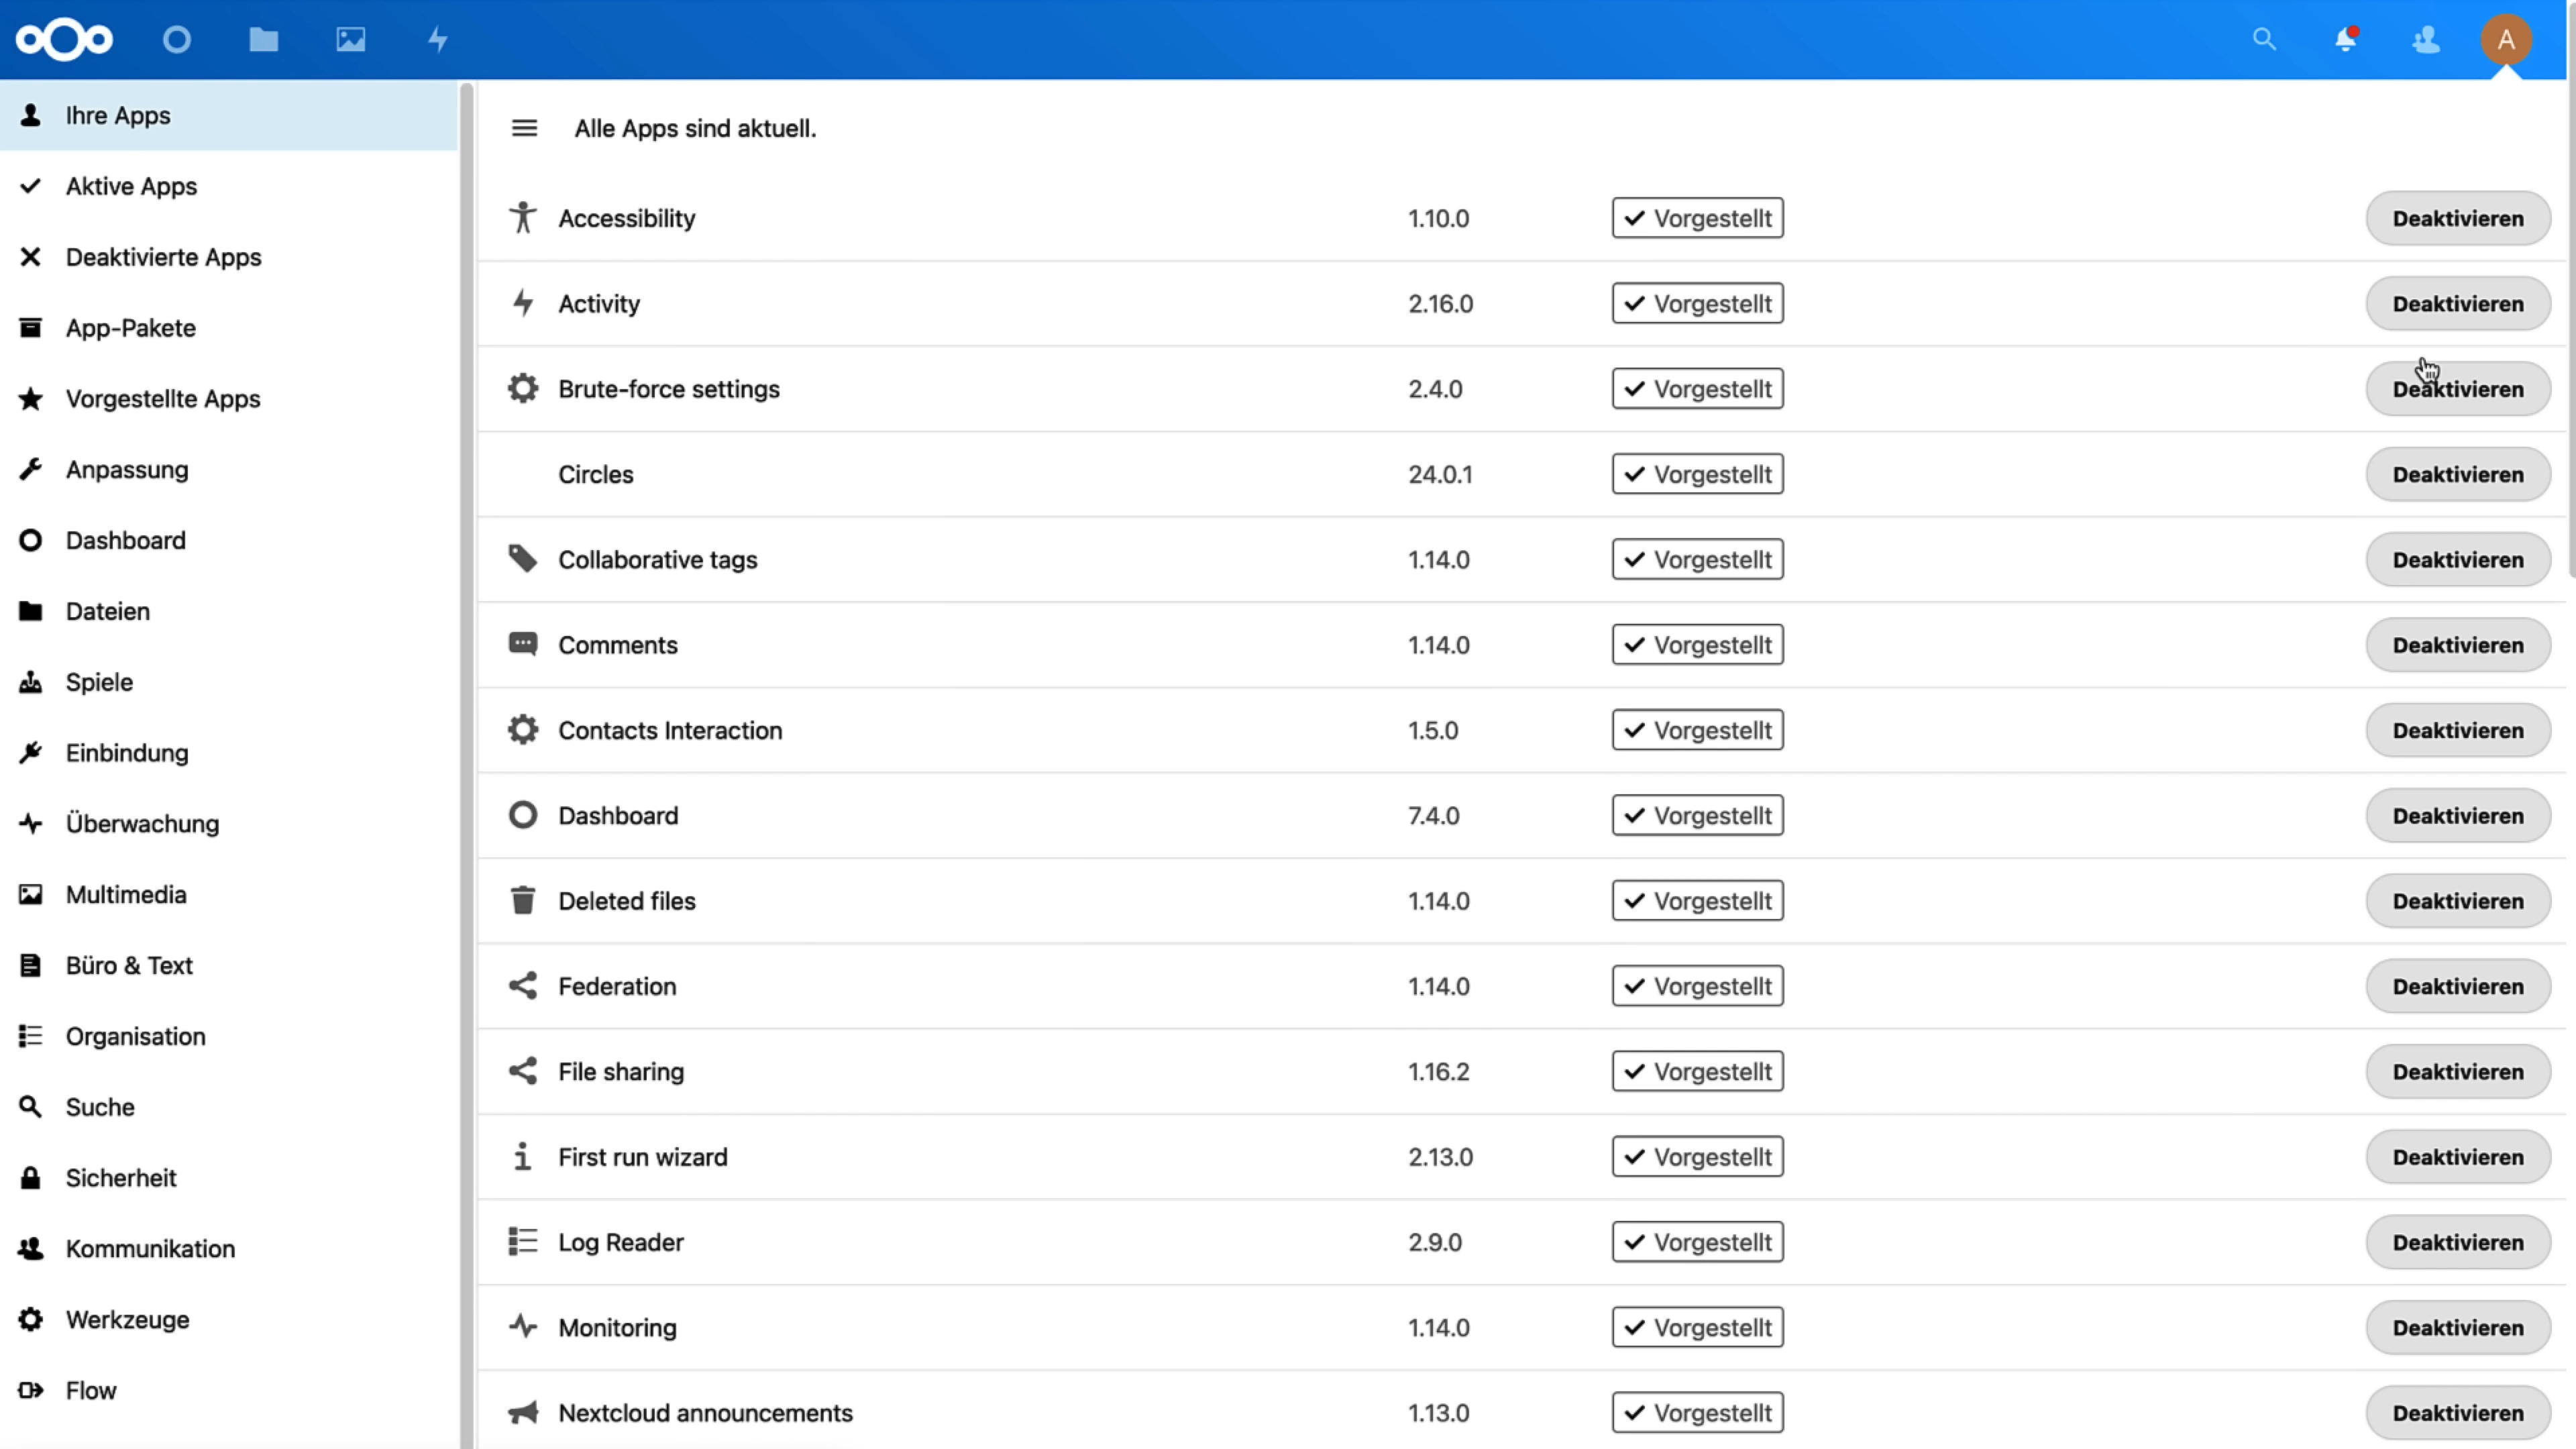 A
Ihre Apps
Aktive Apps
Deaktivierte Apps
App-Pakete
Vorgestellte Apps
Anpassung
Dashboard
Dateien
Spiele
Einbindung
Überwachung
Multimedia
Büro & Text
Organisation
Suche
Sicherheit
Kommunikation
Werkzeuge
Flow
Alle Apps sind aktuell.
Accessibility 1.10.0 Vorgestellt Deaktivieren
Activity 2.16.0 Vorgestellt Deaktivieren
Brute-force settings 2.4.0 Vorgestellt Deaktivieren
Circles 24.0.1 Vorgestellt Deaktivieren
Collaborative tags 1.14.0 Vorgestellt Deaktivieren
Comments 1.14.0 Vorgestellt Deaktivieren
Contacts Interaction 1.5.0 Vorgestellt Deaktivieren
Dashboard 7.4.0 Vorgestellt Deaktivieren
Deleted files 1.14.0 Vorgestellt Deaktivieren
Federation 1.14.0 Vorgestellt Deaktivieren
File sharing 1.16.2 Vorgestellt Deaktivieren
First run wizard 2.13.0 Vorgestellt Deaktivieren
Log Reader 2.9.0 Vorgestellt Deaktivieren
Monitoring 1.14.0 Vorgestellt Deaktivieren
Nextcloud announcements 1.13.0 Vorgestellt Deaktivieren